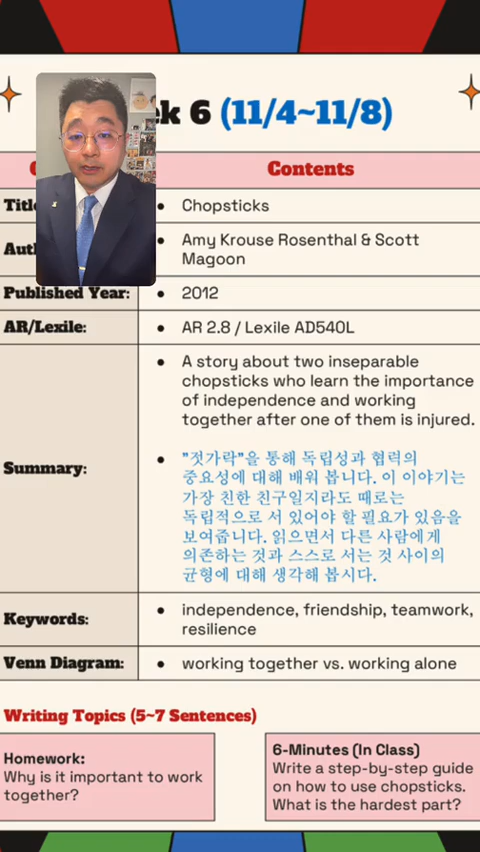 k 6 (11/4~11/8)
Contents
• Chopsticks
• Amy Krouse Rosenthal & Scott
Magoon
Published Year:
• 2012
AR/Lexile:
• AR 2.8 / Lexile AD540L
Summary:
• A story about two inseparable
chopsticks who learn the importance
of independence and working
together after one of them is injured.
• "젓가락"을 통해 독립성과 협력의
중요성에 대해 배워 봅니다. 이 이야기는
가장 친한 친구일지라도 때로는
독립적으로 서 있어야 할 필요가 있음을
보여줍니다. 읽으면서 다른 사람에게
의존하는 것과 스스로 서는 것 사이의
균형에 대해 생각해 봅시다.
Keywords:
• independence, friendship, teamwork,
resilience
Venn Diagram:
• working together vs. working alone
Writing Topics (5~7 Sentences)
Homework:
Why is it important to work
together?
6-Minutes (In Class)
Write a step-by-step guide
on how to use chopsticks.
What is the hardest part?